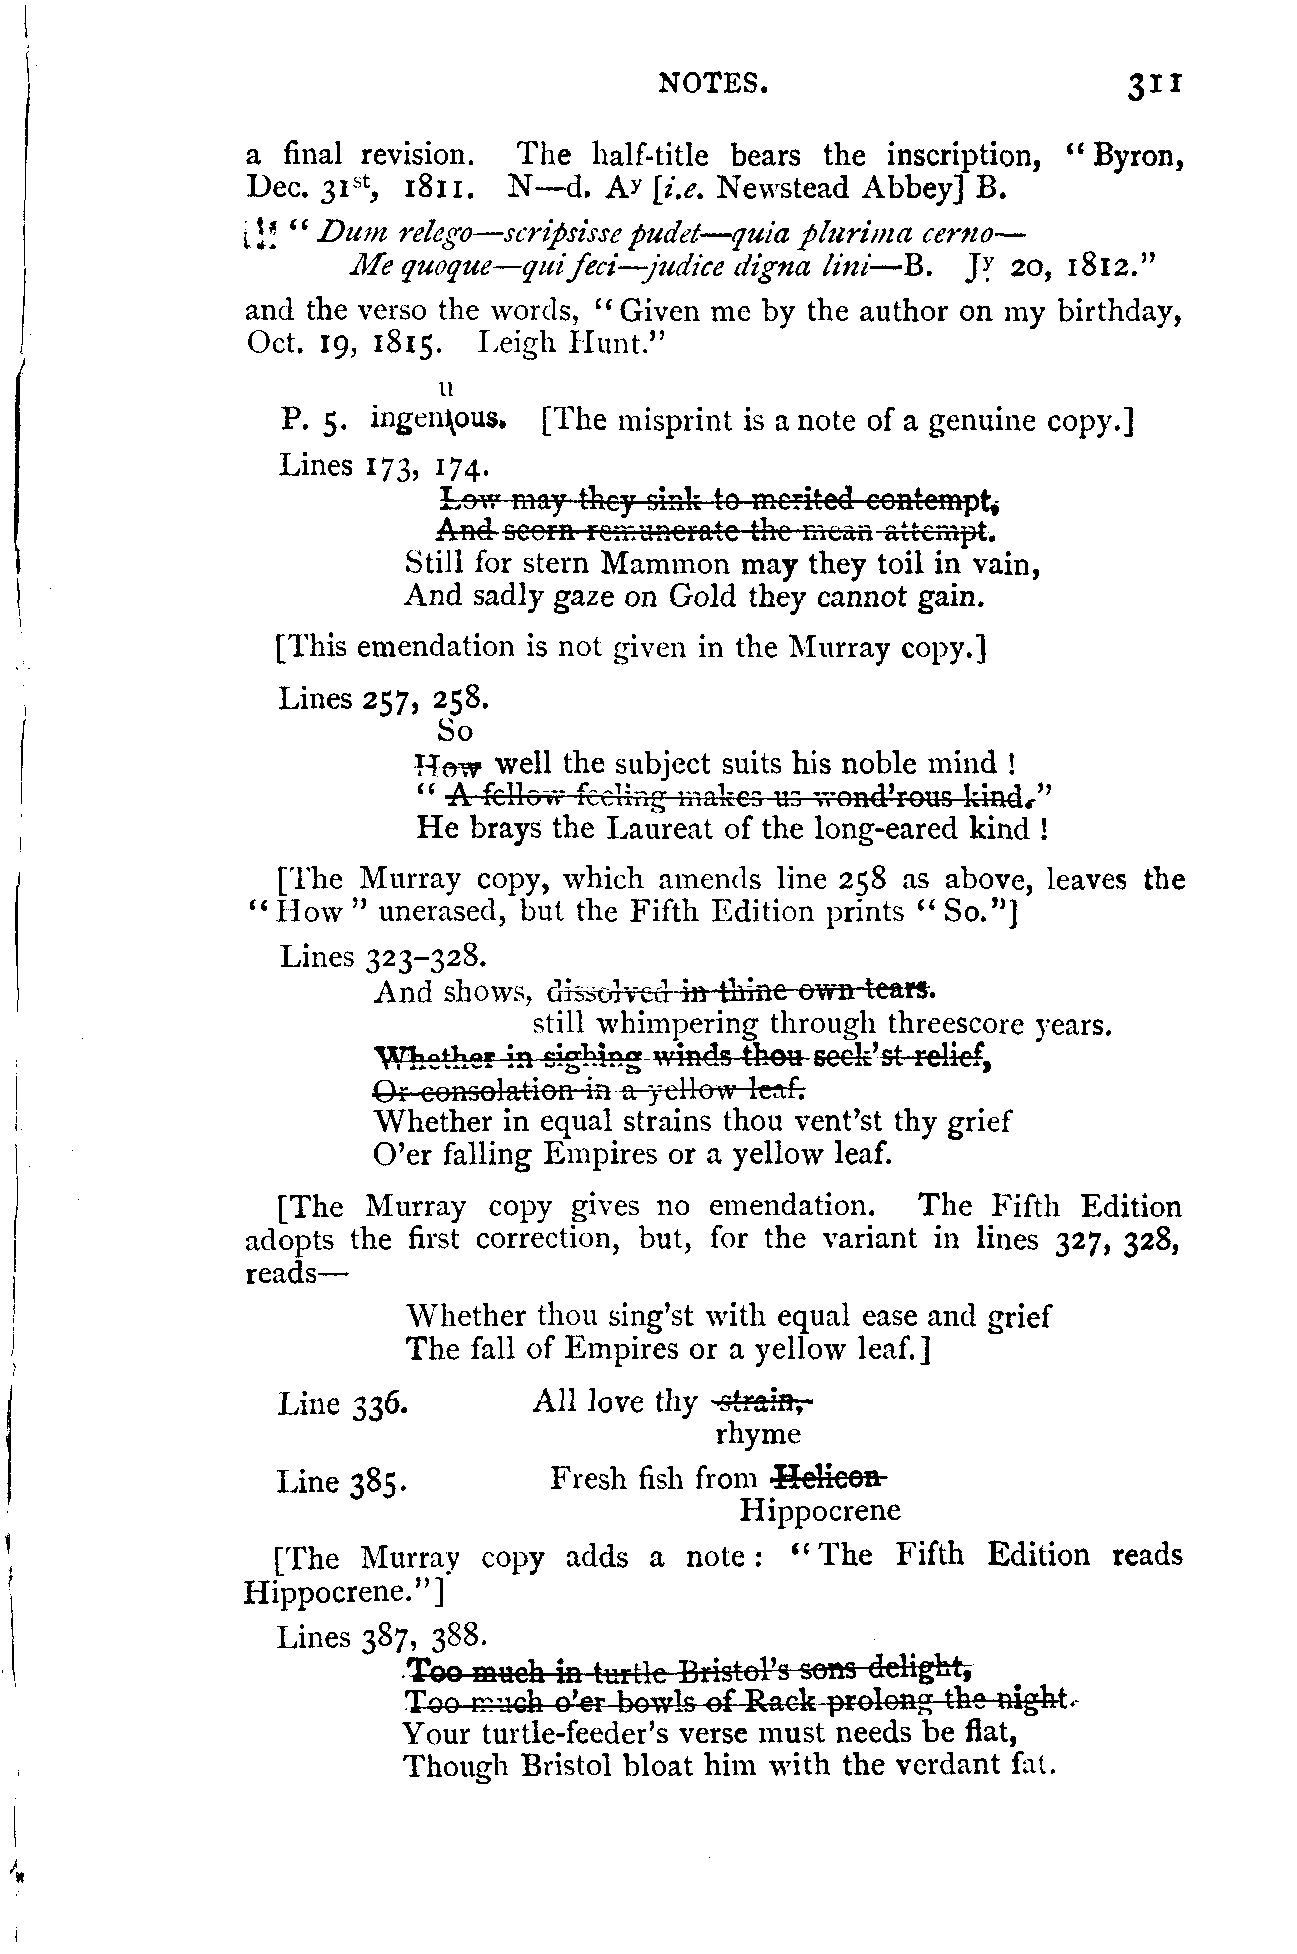 NOTES. 311
a final revision. The half-title bears the inscription, “Byron,
Dec. 31st, 1811. N—d. Ay [i.e. Newstead Abbey] B.
“Dum relego—scripsisse pudet—quia plurima cerno—
Me quoque—qui feci—judice digna lini—B. Jy 20, 1812.”
and the verso the words, “Given me by the author on my birthday,
Oct. 19, 1815. Leigh Hunt.”
u
P. 5. ingenious. [The misprint is a note of a genuine copy.]
Lines 173, 174.
Low may they sink to merited contempt,
And scorn remunerate the mean attempt.
Still for stern Mammon may they toil in vain,
And sadly gaze on Gold they cannot gain.
[This emendation is not given in the Murray copy.]
Lines 257, 258.
So
How well the subject suits his noble mind !
“A fellow feeling makes us wond’rous kind.”
He brays the Laureat of the long-eared kind !
[The Murray copy, which amends line 258 as above, leaves the
“How” unerased, but the Fifth Edition prints “So.”]
Lines 323–328.
And shows, dissolved in thine own tears.
still whimpering through threescore years.
Whether in sighing winds thou seek’st relief,
Or consolation in a yellow leaf.
Whether in equal strains thou vent’st thy grief
O’er falling Empires or a yellow leaf.
[The Murray copy gives no emendation. The Fifth Edition
adopts the first correction, but, for the variant in lines 327, 328,
reads—
Whether thou sing’st with equal ease and grief
The fall of Empires or a yellow leaf.]
Line 336. All love thy strain,
rhyme
Line 385. Fresh fish from Helicon
Hippocrene
[The Murray copy adds a note : “The Fifth Edition reads
Hippocrene.”]
Lines 387, 388.
Too much in turtle Bristol’s sons delight,
Too much o’er bowls of Rack prolong the night.
Your turtle-feeder’s verse must needs be flat,
Though Bristol bloat him with the verdant fat.